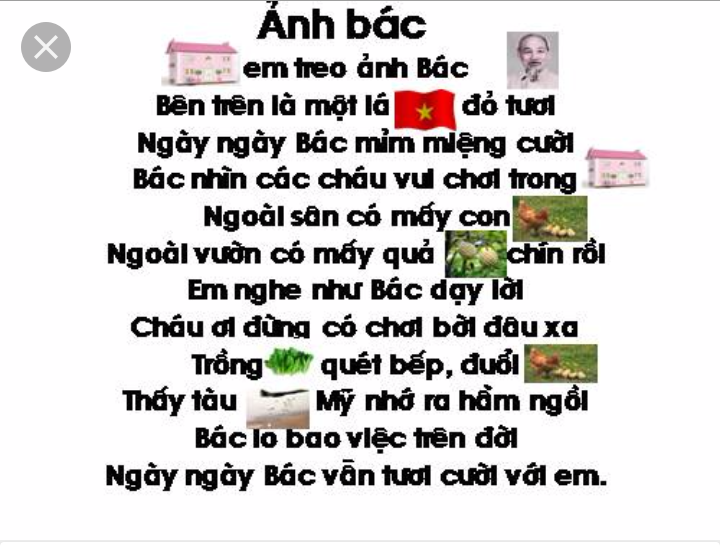 Ảnh bác
em treo ảnh Bác
Bên trên là một lá đỏ tươi
Ngày ngày Bác mỉm miệng cười
Bác nhìn các cháu vui chơi trong
Ngoài sân có mấy con
Ngoài vườn có mấy quả chín rồi
Em nghe như Bác dạy lời
Cháu ơi đừng có chơi bời đâu xa
Trồng quét bếp, đuổi
Thấy tàu Mỹ nhớ ra hầm ngồi
Bác lo bao việc trên đời
Ngày ngày Bác vẫn tươi cười với em.